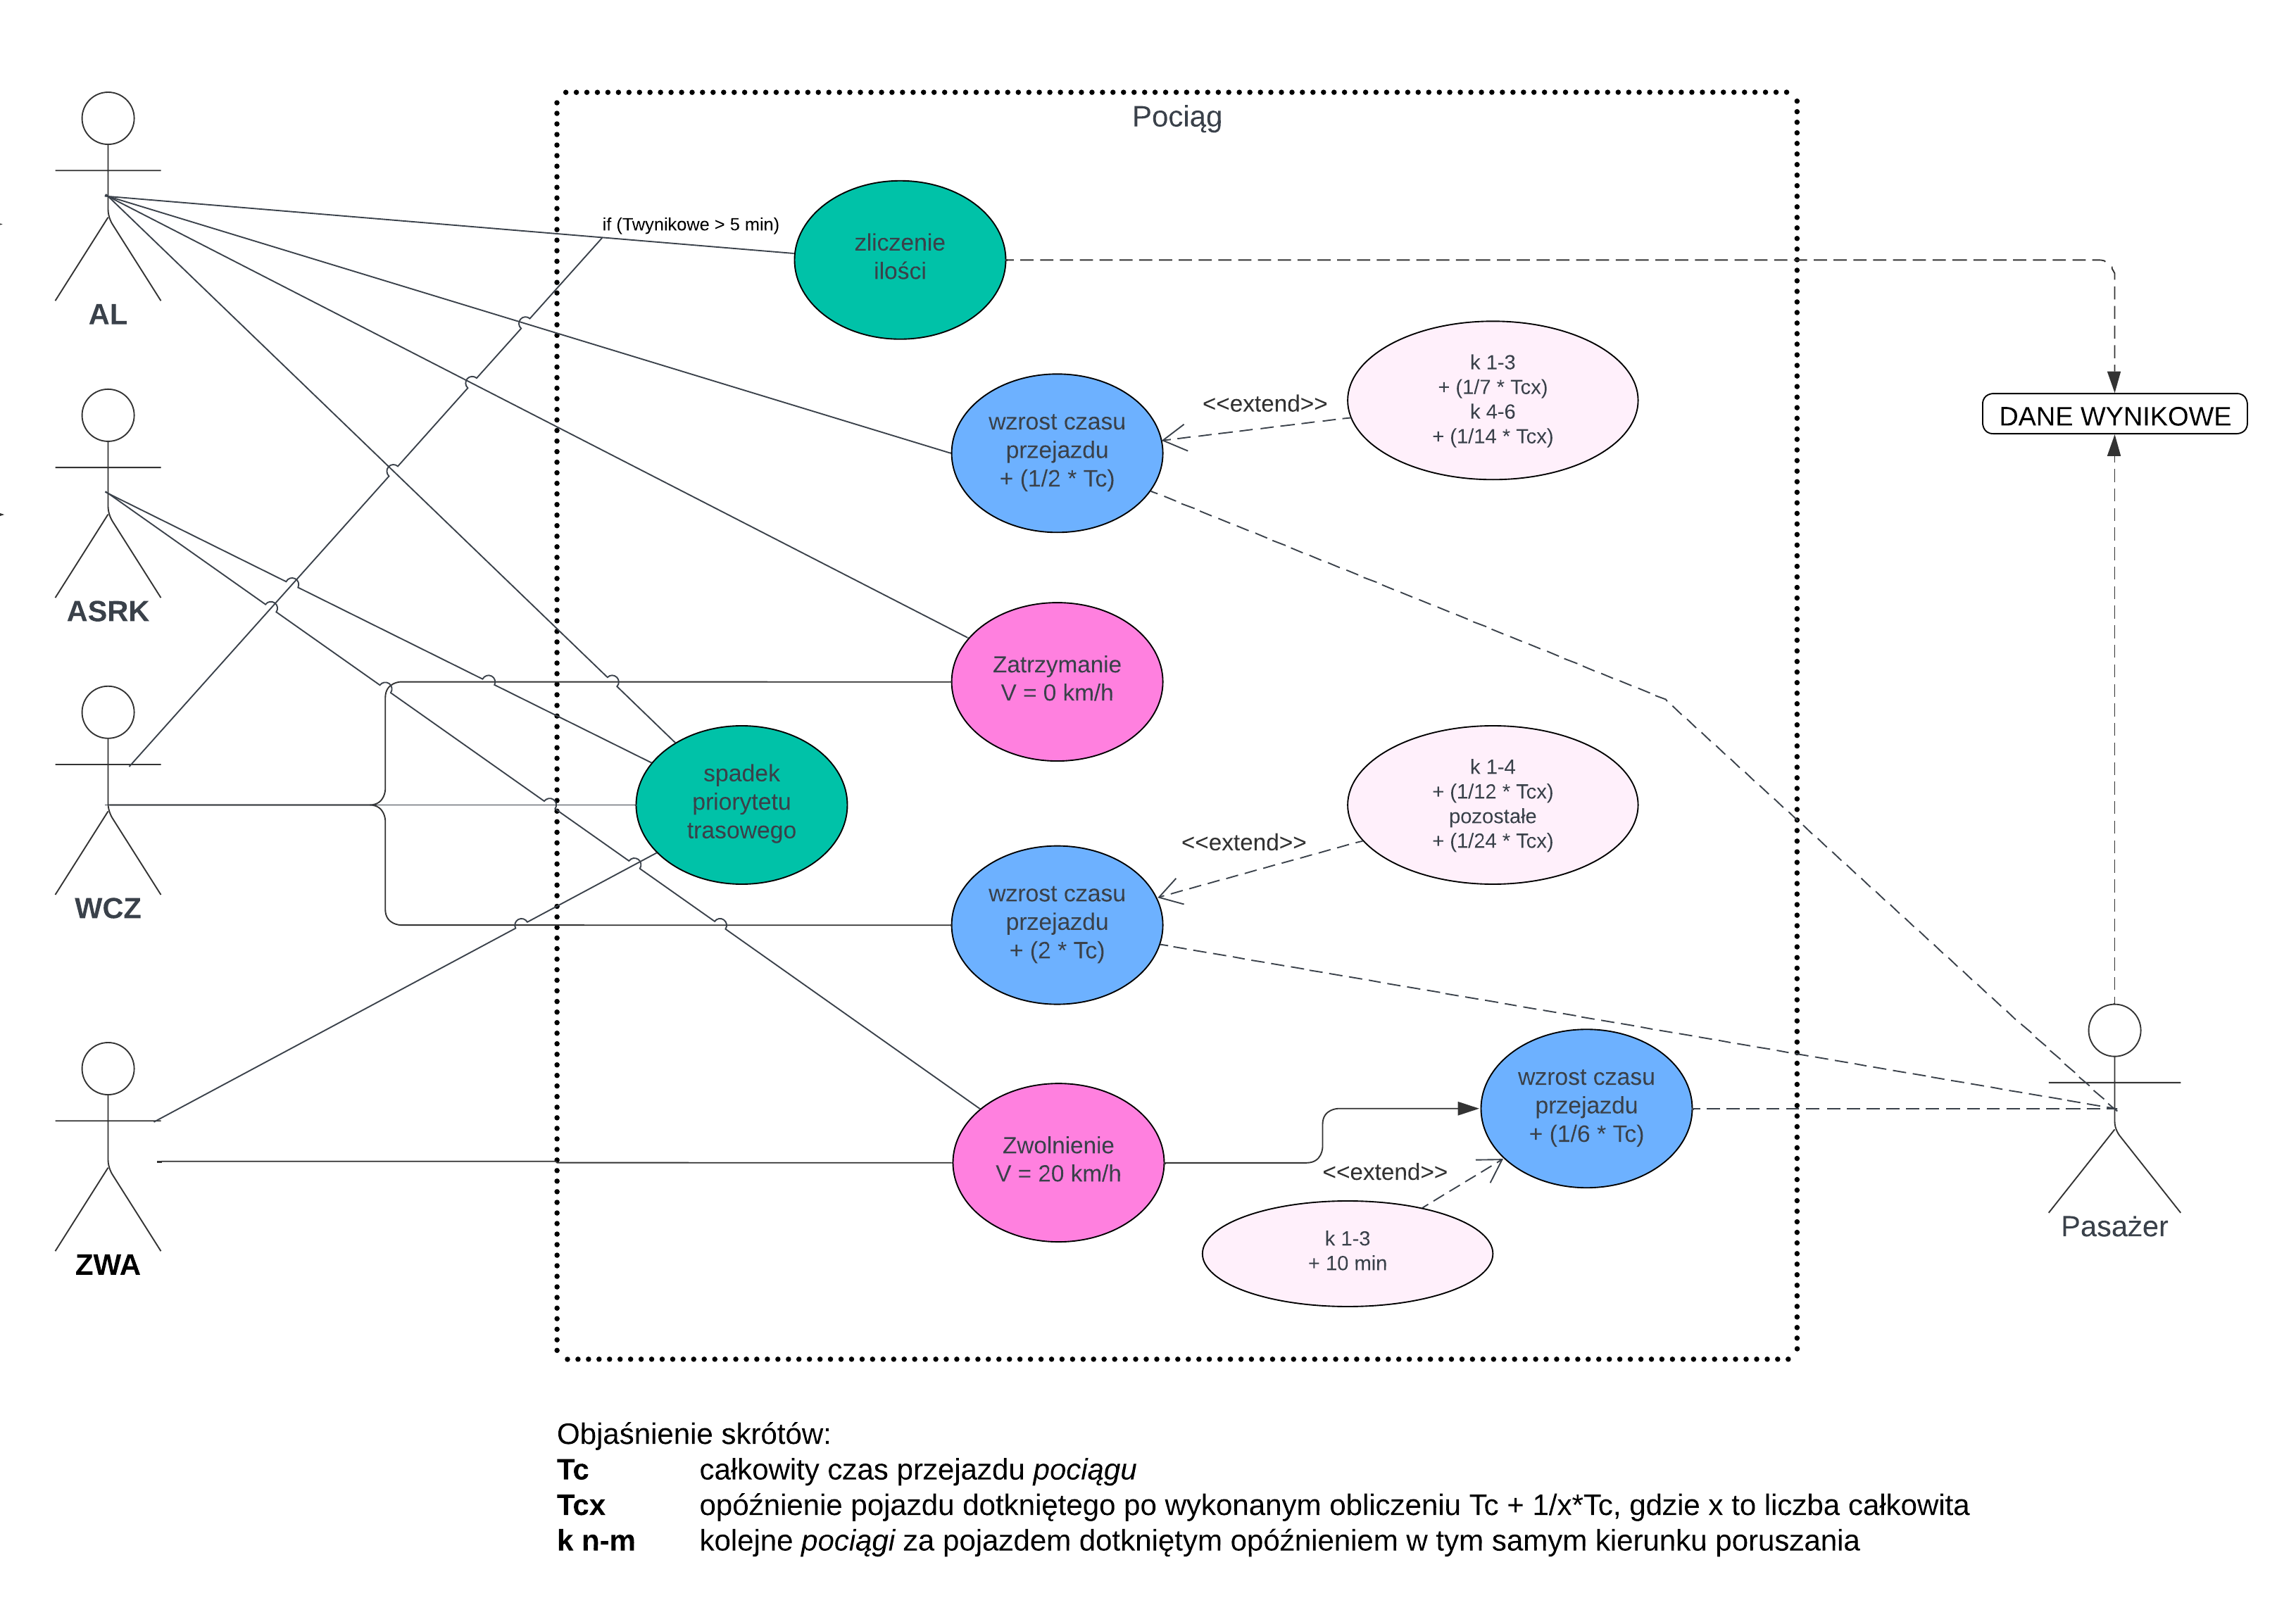 Pociąg
if (Twynikowe > 5 min)
zliczenie
ilości
AL
k 1-3
+ (1/7 * Tcx)
k 4-6
+ (1/14 * Tcx)
<<extend>>
wzrost czasu
przejazdu
+ (1/2 * Tc)
DANE WYNIKOWE
ASRK
Zatrzymanie
V = 0 km/h
spadek
priorytetu
trasowego
k 1-4
+ (1/12 * Tcx)
pozostałe
+ (1/24 * Tcx)
<<extend>>
WCZ
wzrost czasu
przejazdu
+ (2 * Tc)
wzrost czasu
przejazdu
+ (1/6 * Tc)
Zwolnienie
V = 20 km/h
<<extend>>
k 1-3
+ 10 min
ZWA
Pasażer
Objaśnienie skrótów:
Tc całkowity czas przejazdu pociągu
Tcx opóźnienie pojazdu dotkniętego po wykonanym obliczeniu Tc + 1/x*Tc, gdzie x to liczba całkowita
k n-m kolejne pociągi za pojazdem dotkniętym opóźnieniem w tym samym kierunku poruszania